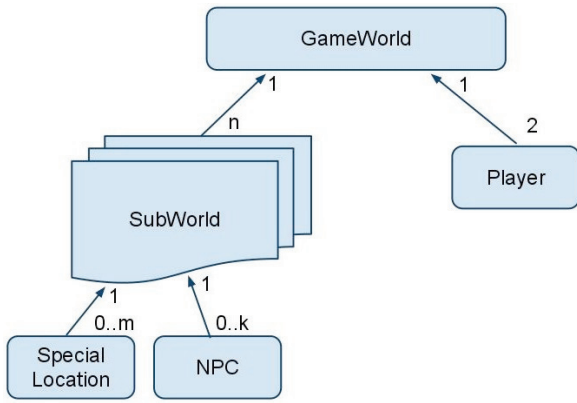 GameWorld
1
1
n
2
SubWorld
Player
1
1
0..m
0..k
Special
Location
NPC